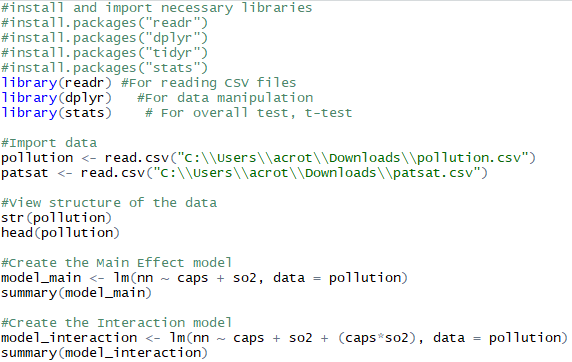 #install and import necessary libraries
#install.packages("readr")
#install.packages("dplyr")
#install.packages("tidyr")
#install.packages("stats")
library(readr) #For reading CSV files
library(dplyr)   #For data manipulation
library(stats)    # For overall test, t-test
#Import data
pollution <- read.csv("C:\\Users\\acrot\\Downloads\\pollution.csv")
patsat <- read.csv("C:\\Users\\acrot\\Downloads\\patsat.csv")
#View structure of the data
str(pollution)
head(pollution)
#Create the Main Effect model
model_main <- lm(nn ~ caps + so2, data = pollution)
summary(model_main)
#Create the Interaction model
model_interaction <- lm(nn ~ caps + so2 + (caps*so2), data = pollution)
summary(model_interaction)